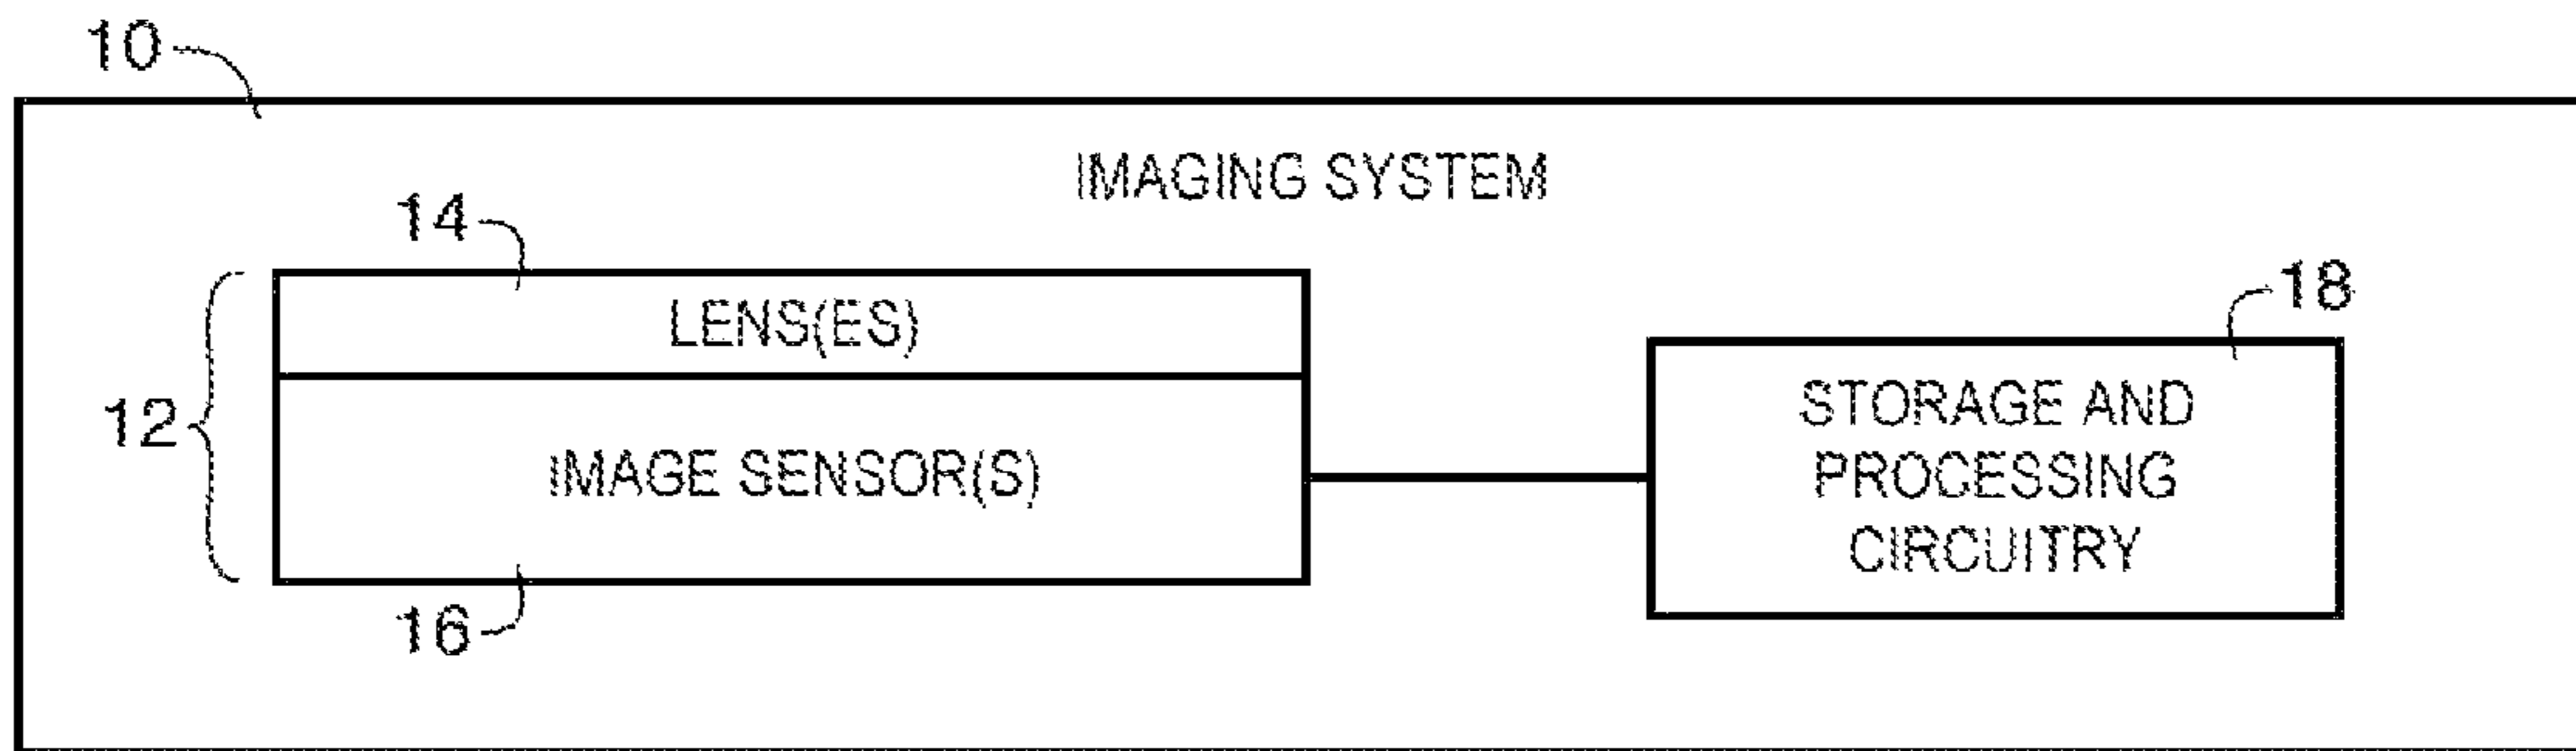 10
IMAGING SYSTEM
14
LENS(ES)
18
12
STORAGE AND
PROCESSING
CIRCUITRY
IMAGE SENSOR(S)
16